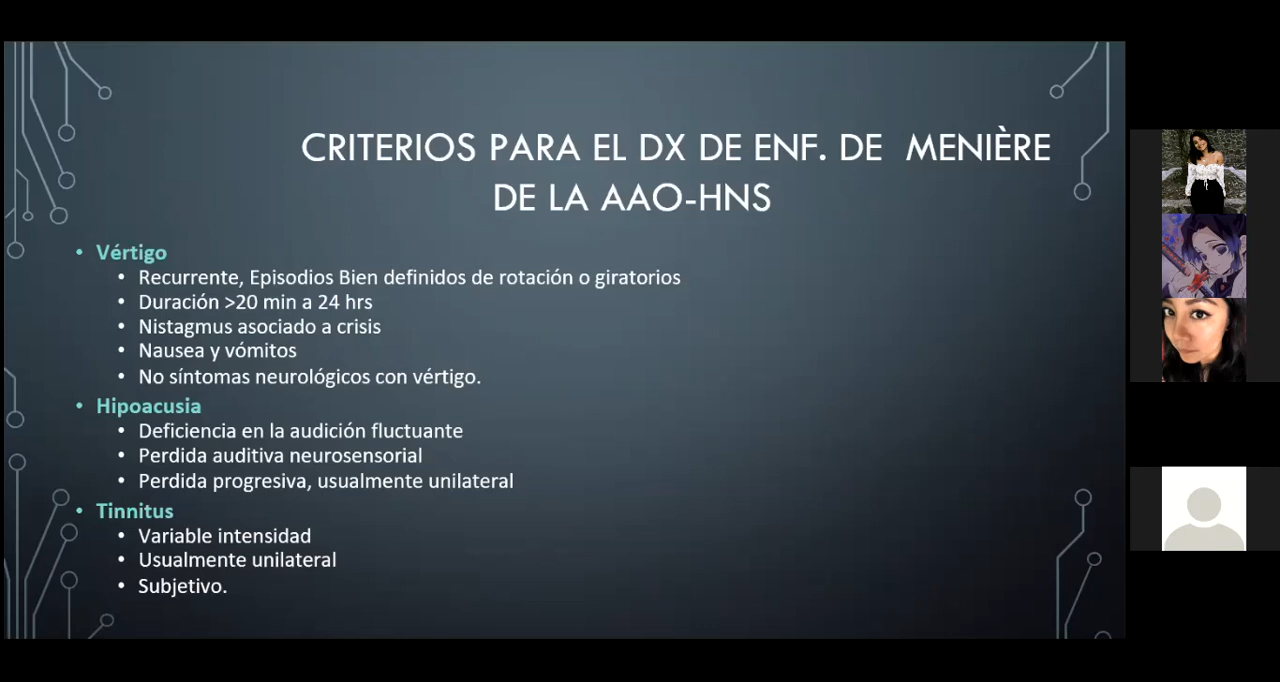 CRITERIOS PARA EL DX DE ENF. DE MENIÈRE
DE LA AAO-HNS
• Vértigo
• Recurrente, Episodios Bien definidos de rotación o giratorios
• Duración >20 min a 24 hrs
• Nistagmus asociado a crisis
• Nausea y vómitos
• No síntomas neurológicos con vértigo.
• Hipoacusia
• Deficiencia en la audición fluctuante
• Perdida auditiva neurosensorial
• Perdida progresiva, usualmente unilateral
• Tinnitus
• Variable intensidad
• Usualmente unilateral
• Subjetivo.